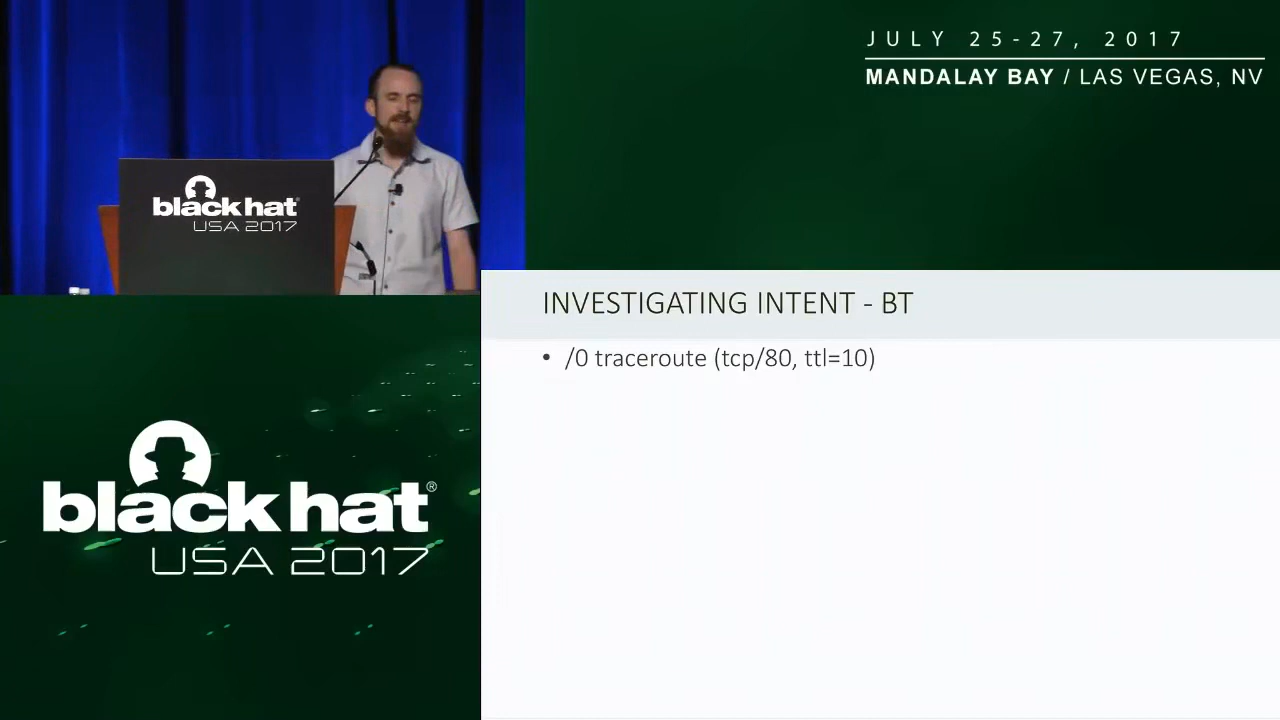 JULY 25-27, 2017
MANDALAY BAY / LAS VEGAS, NV
black hat
USA 2017
INVESTIGATING INTENT - BT
• /0 traceroute (tcp/80, ttl=10)
black hat®
USA 2017